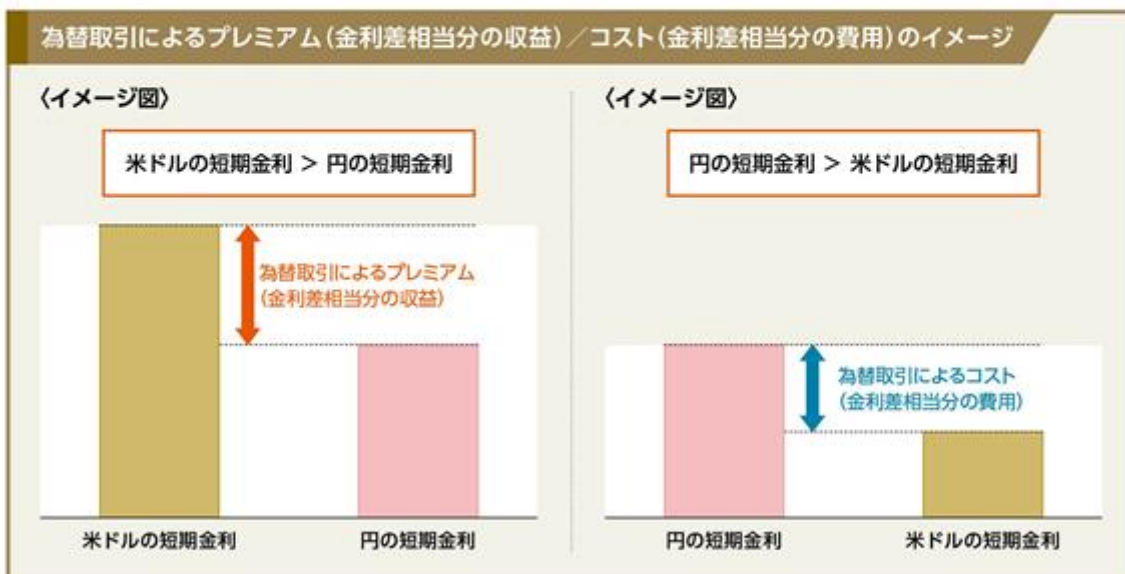 為替取引によるプレミアム(金利差相当分の収益)/コスト(金利差相当分の費用)のイメージ
〈イメージ図〉
米ドルの短期金利 > 円の短期金利
為替取引によるプレミアム
(金利差相当分の収益)
米ドルの短期金利
円の短期金利
〈イメージ図〉
円の短期金利 > 米ドルの短期金利
為替取引によるコスト
(金利差相当分の費用)
円の短期金利
米ドルの短期金利